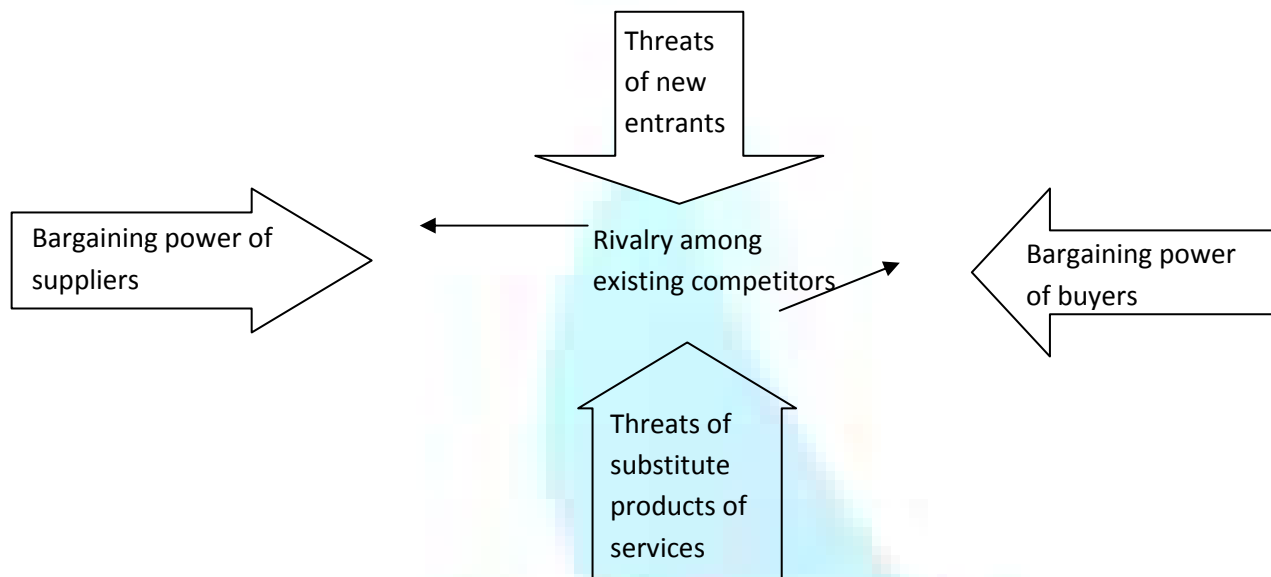 Threats
of new
entrants
Bargaining power of
suppliers
Rivalry among
existing competitors
Bargaining power
of buyers
Threats of
substitute
products of
services